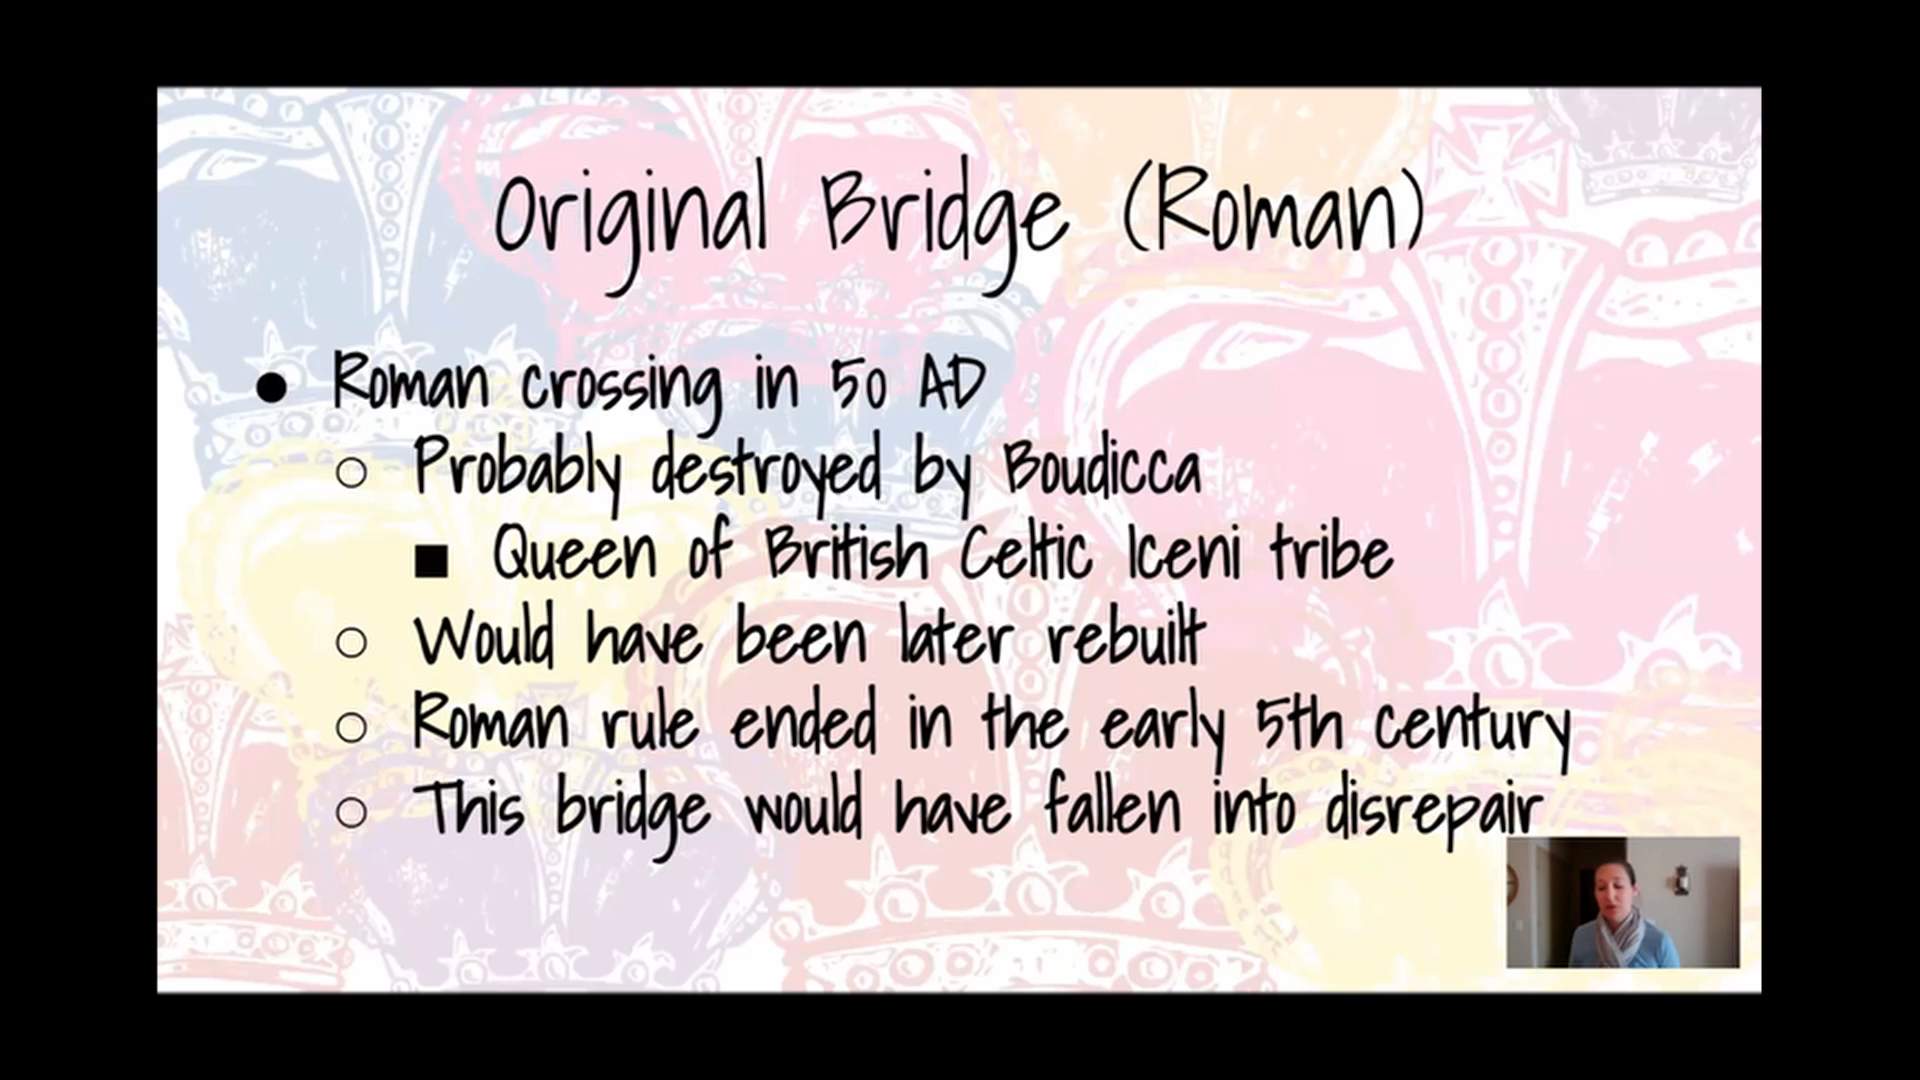 Original Bridge (Roman)
● Roman crossing in 50 AD
○ Probably destroyed by Boudicca
■ Queen of British Celtic Iceni tribe
○ Would have been later rebuilt
○ Roman rule ended in the early 5th century
○ This bridge would have fallen into disrepair